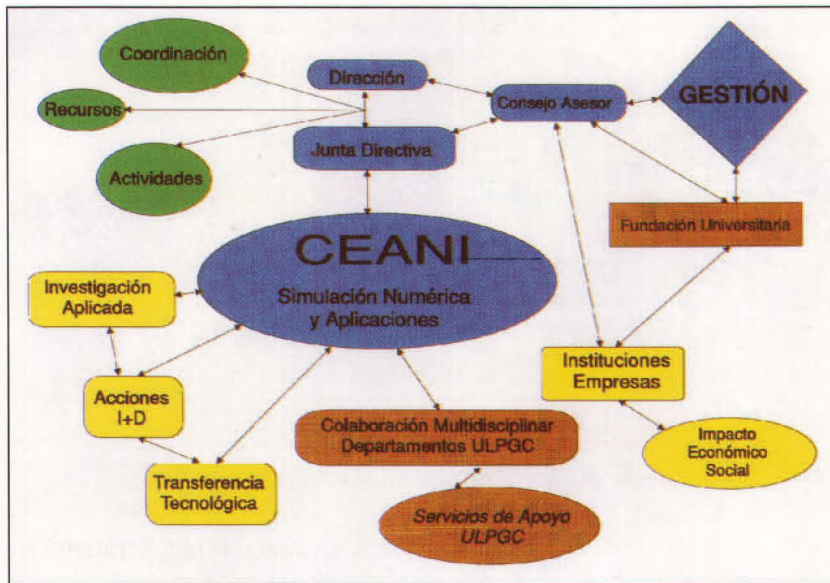 Coordinación
Recursos
Actividades
Dirección
Junta Directiva
Consejo Asesor
GESTIÓN
Fundación Universitaria
CEANI
Simulación Numérica
y Aplicaciones
Investigación
Aplicada
Acciones
I+D
Transferencia
Tecnológica
Colaboración Multidisciplinar
Departamentos ULPGC
Servicios de Apoyo
ULPGC
Instituciones
Empresas
Impacto
Económico
Social